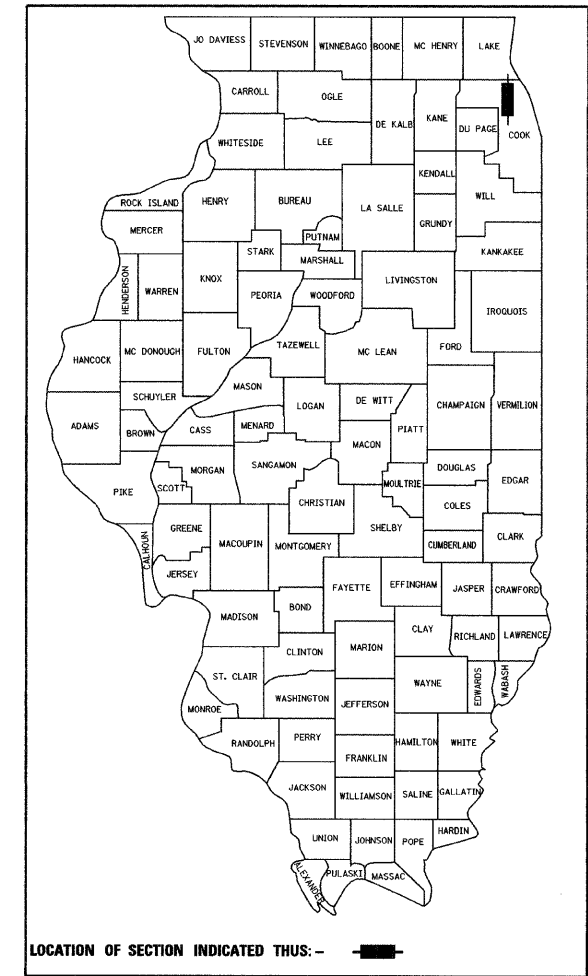 JO DAVIESS STEVENSON WINNEBAGO BOONE MC HENRY LAKE
CARROLL OGLE DE KALB KANE DU PAGE COOK
WHITESIDE LEE
KENDALL WILL
ROCK ISLAND HENRY BUREAU LA SALLE GRUNDY
MERCER PUTNAM
STARK MARSHALL KANKAKEE
HENDERSON WARREN KNOX PEORIA WOODFORD LIVINGSTON IROQUOIS
HANCOCK MC DONOUGH FULTON TAZEWELL MC LEAN FORD
MASON
SCHUYLER LOGAN DE WITT CHAMPAIGN VERMILION
ADAMS BROWN CASS MENARD MACON PIATT
MORGAN SANGAMON DOUGLAS EDGAR
PIKE SCOTT CHRISTIAN MOULTRIE COLES
CALHOUN GREENE MACOUPIN MONTGOMERY SHELBY CUMBERLAND CLARK
JERSEY FAYETTE EFFINGHAM JASPER CRAWFORD
MADISON BOND
CLINTON MARION CLAY RICHLAND LAWRENCE
ST. CLAIR WAYNE EDWARDS WABASH
MONROE WASHINGTON JEFFERSON
RANDOLPH PERRY HAMILTON WHITE
FRANKLIN
JACKSON WILLIAMSON SALINE GALLATIN
UNION JOHNSON POPE HARDIN
ALEXANDER PULASKI MASSAC
LOCATION OF SECTION INDICATED THUS: -